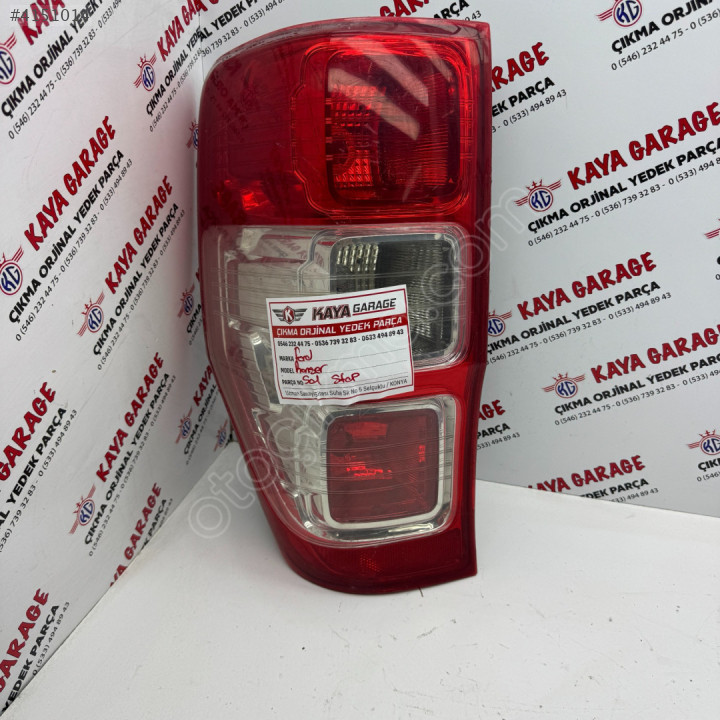 KAYA GARAGE
ÇIKMA ORJİNAL YEDEK PARÇA
0546 232 44 75 - 0536 739 32 83 - 0533 494 89 43
MARKA: Ford
MODEL: Ranger
PARÇA NO: Sol Stop
KAYA GARAGE
ÇIKMA ORJİNAL YEDEK PARÇA
0 (546) 232 44 75 - 0 (536) 739 32 83 - 0 (533) 494 89 43